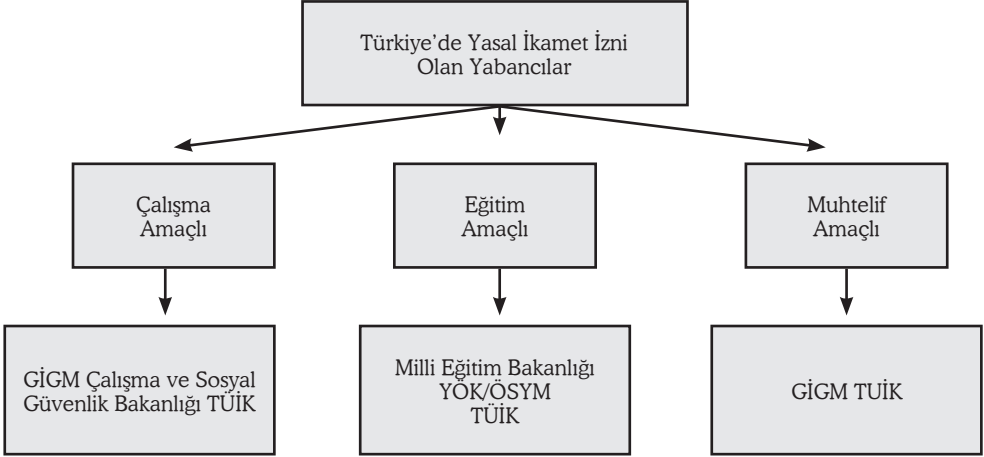 Türkiye’de Yasal İkamet İzni
Olan Yabancılar
Çalışma
Amaçlı
Eğitim
Amaçlı
Muhtelif
Amaçlı
GİGM Çalışma ve Sosyal
Güvenlik Bakanlığı TÜİK
Milli Eğitim Bakanlığı
YÖK/ÖSYM
TÜİK
GİGM TUİK